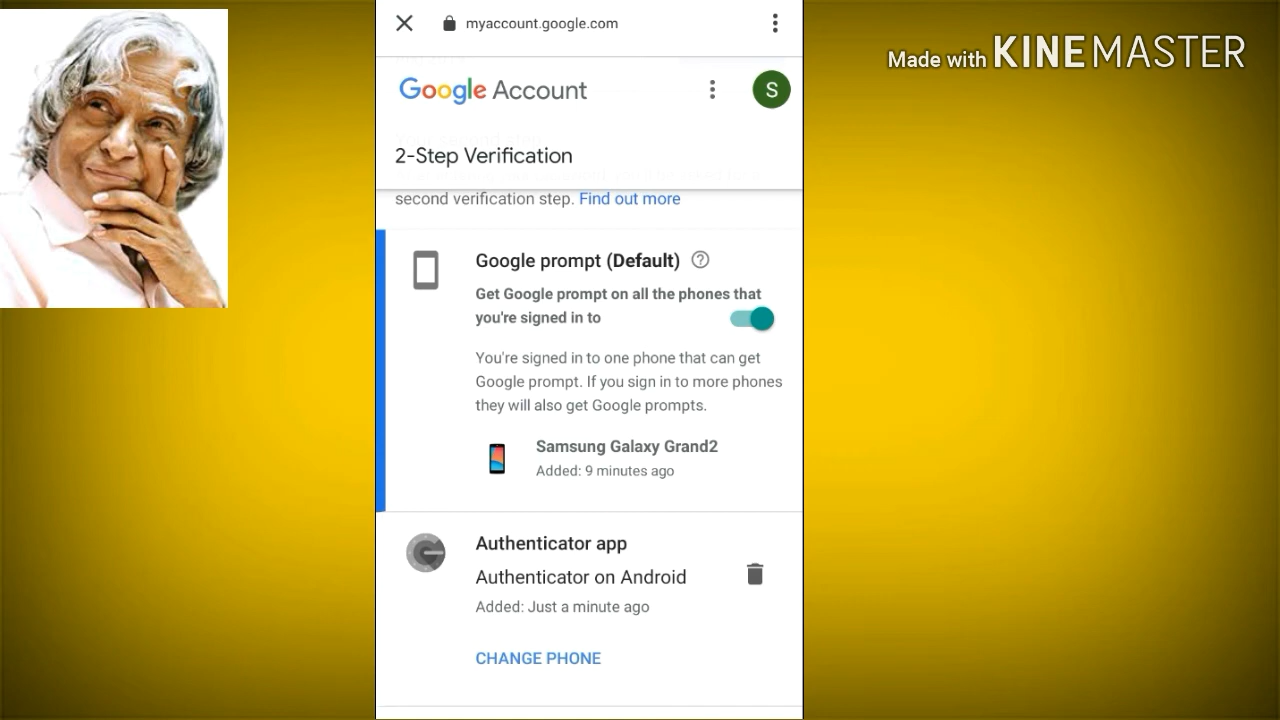 myaccount.google.com
Made with KINEMASTER
Google Account
S
2-Step Verification
second verification step. Find out more
Google prompt (Default)
Get Google prompt on all the phones that
you're signed in to
You're signed in to one phone that can get
Google prompt. If you sign in to more phones
they will also get Google prompts.
Samsung Galaxy Grand2
Added: 9 minutes ago
Authenticator app
Authenticator on Android
Added: Just a minute ago
CHANGE PHONE